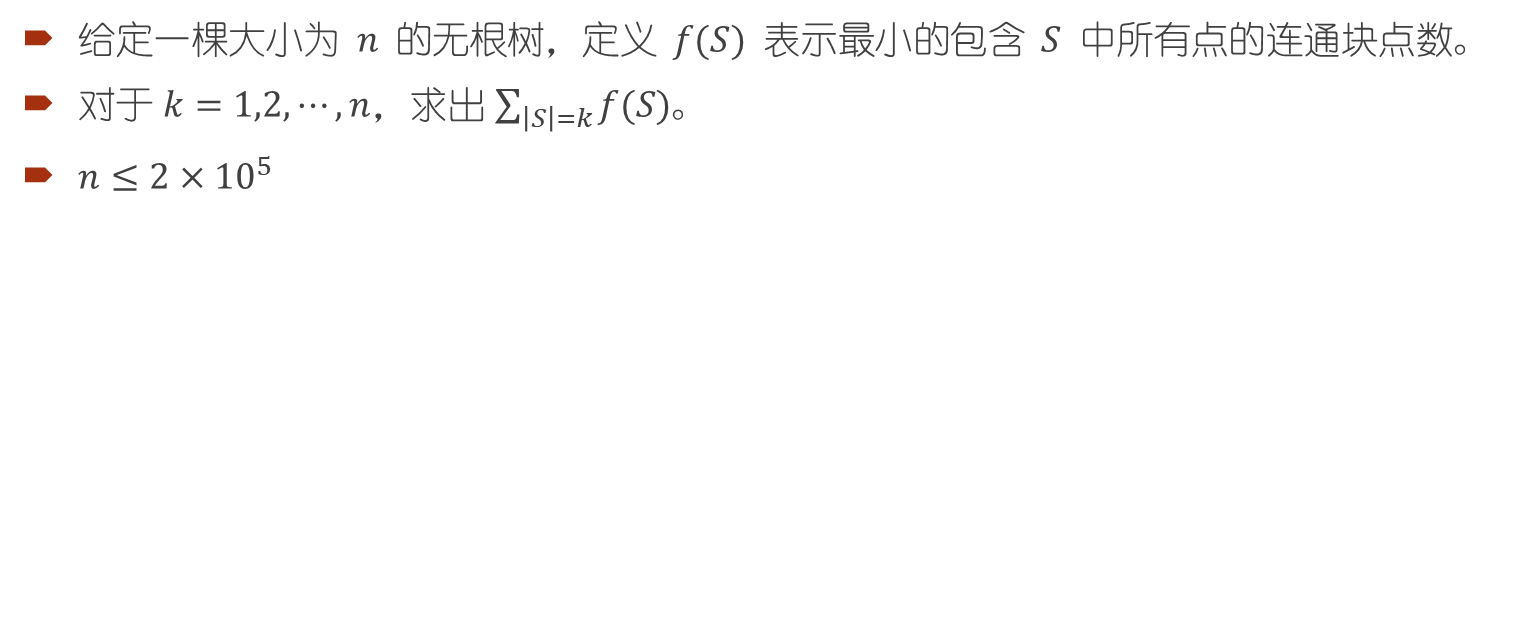 给定一棵大小为 n 的无根树，定义 f(S) 表示最小的包含 S 中所有点的连通块点数。
对于 k = 1,2,⋯,n，求出 ∑_{|S|=k} f(S)。
n ≤ 2 × 10^5